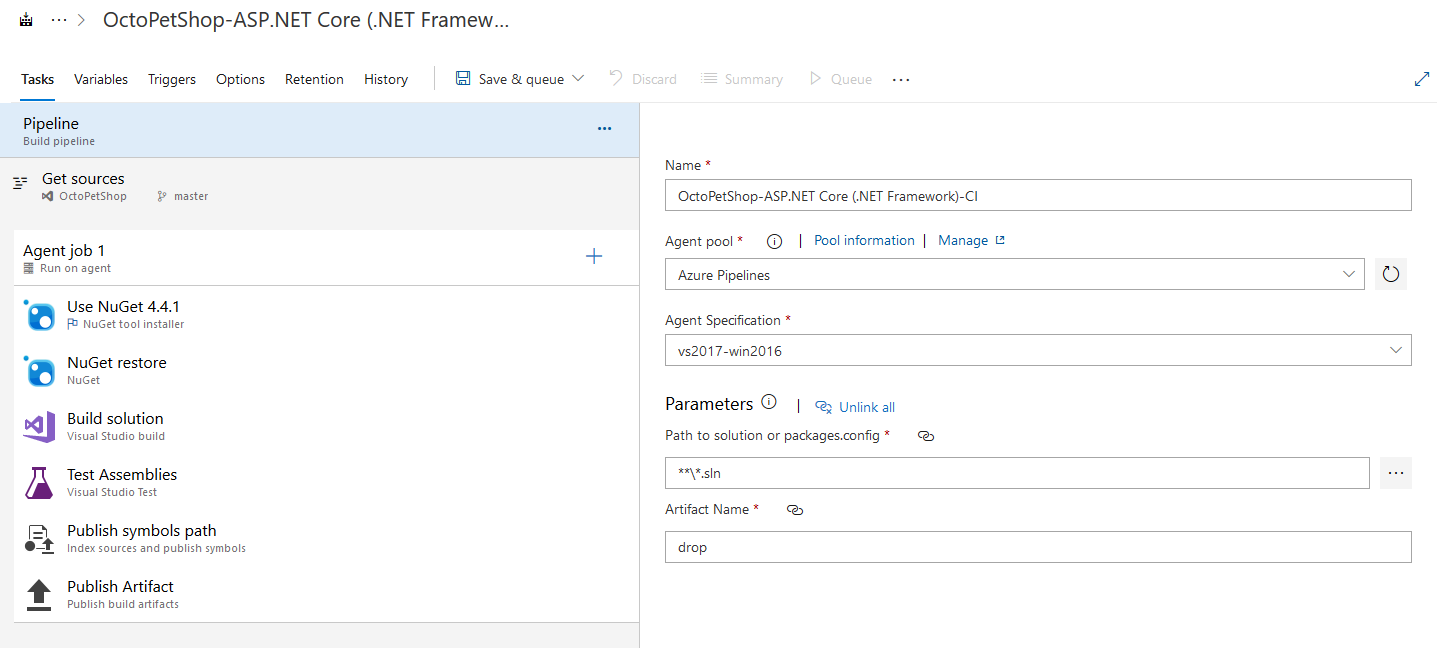 ··· > OctoPetShop-ASP.NET Core (.NET Framew...
Tasks Variables Triggers Options Retention History Save & queue Discard Summary Queue ···
Pipeline ···
Build pipeline
Get sources
OctoPetShop master
Agent job 1 +
Run on agent
Use NuGet 4.4.1
NuGet tool installer
NuGet restore
NuGet
Build solution
Visual Studio build
Test Assemblies
Visual Studio Test
Publish symbols path
Index sources and publish symbols
Publish Artifact
Publish build artifacts
Name *
OctoPetShop-ASP.NET Core (.NET Framework)-CI
Agent pool * | Pool information | Manage
Azure Pipelines
Agent Specification *
vs2017-win2016
Parameters | Unlink all
Path to solution or packages.config *
**\*.sln ···
Artifact Name *
drop